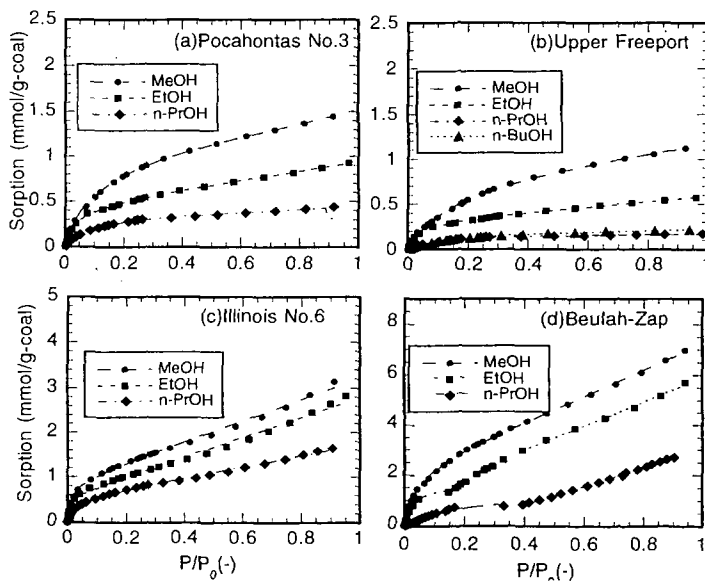 (a)Pocahontas No.3
MeOH
EtOH
n-PrOH
Sorption (mmol/g-coal)
2.5
2
1.5
1
0.5
0
0 0.2 0.4 0.6 0.8 1
(b)Upper Freeport
MeOH
EtOH
n-PrOH
n-BuOH
2.5
2
1.5
1
0.5
0
0 0.2 0.4 0.6 0.8 1
(c)Illinois No.6
MeOH
EtOH
n-PrOH
Sorption (mmol/g-coal)
5
4
3
2
1
0
0 0.2 0.4 0.6 0.8 1
P/P0(-)
(d)Beulah-Zap
MeOH
EtOH
n-PrOH
8
6
4
2
0
0 0.2 0.4 0.6 0.8 1
P/P0(-)